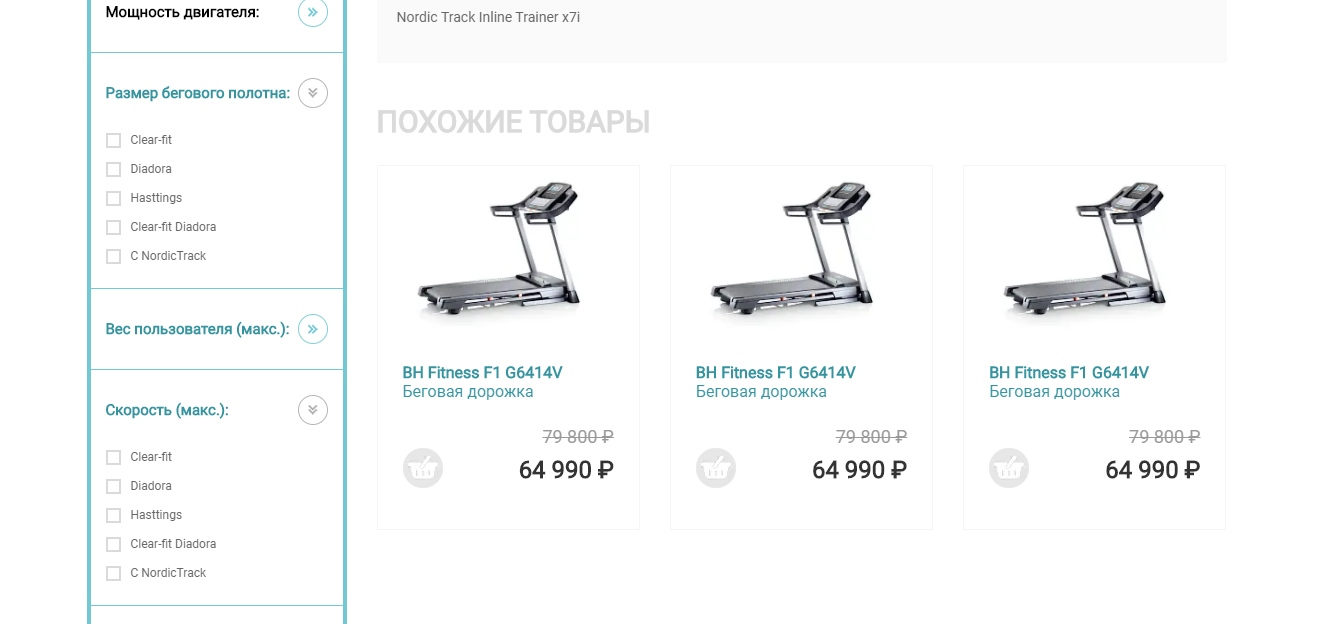 Мощность двигателя:
Размер бегового полотна:
Clear-fit
Diadora
Hasttings
Clear-fit Diadora
C NordicTrack
Вес пользователя (макс.):
Скорость (макс.):
Clear-fit
Diadora
Hasttings
Clear-fit Diadora
C NordicTrack
Nordic Track Inline Trainer x7i
ПОХОЖИЕ ТОВАРЫ
BH Fitness F1 G6414V
Беговая дорожка
79 800 ₽
64 990 ₽
BH Fitness F1 G6414V
Беговая дорожка
79 800 ₽
64 990 ₽
BH Fitness F1 G6414V
Беговая дорожка
79 800 ₽
64 990 ₽